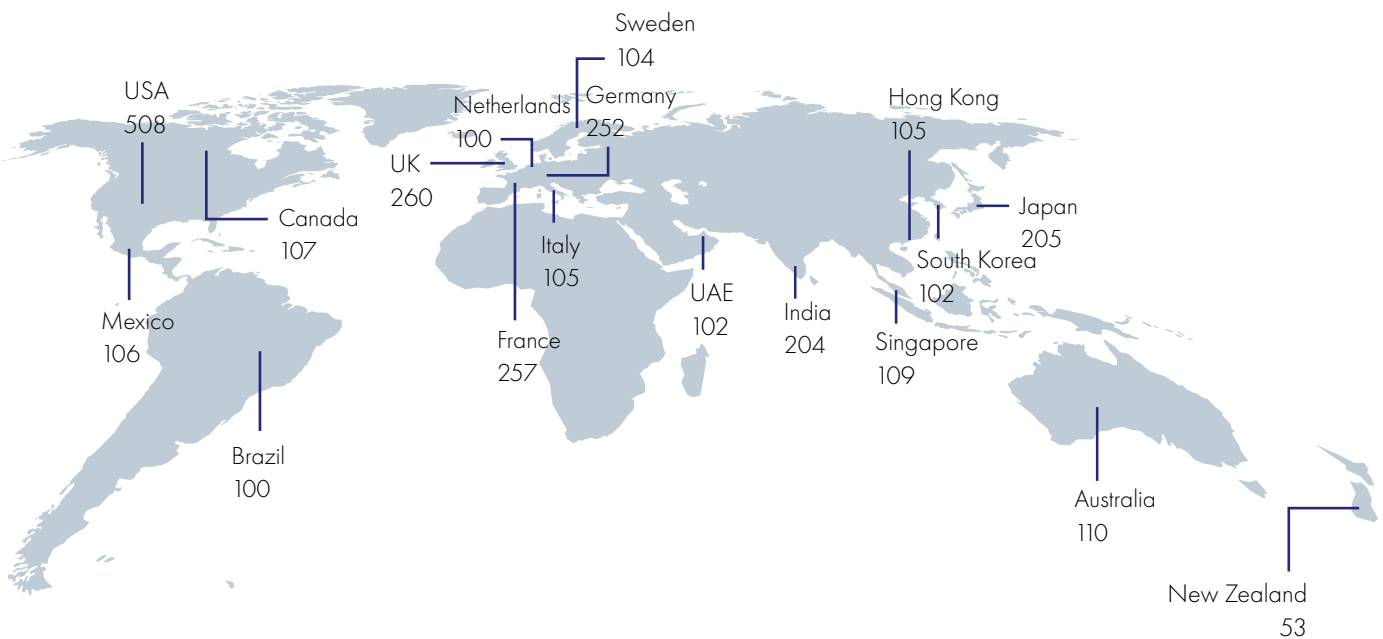 Sweden
104
USA
508
Netherlands
100
Germany
252
Hong Kong
105
UK
260
Canada
107
Japan
205
Italy
105
South Korea
102
UAE
102
India
204
Mexico
106
France
257
Singapore
109
Brazil
100
Australia
110
New Zealand
53